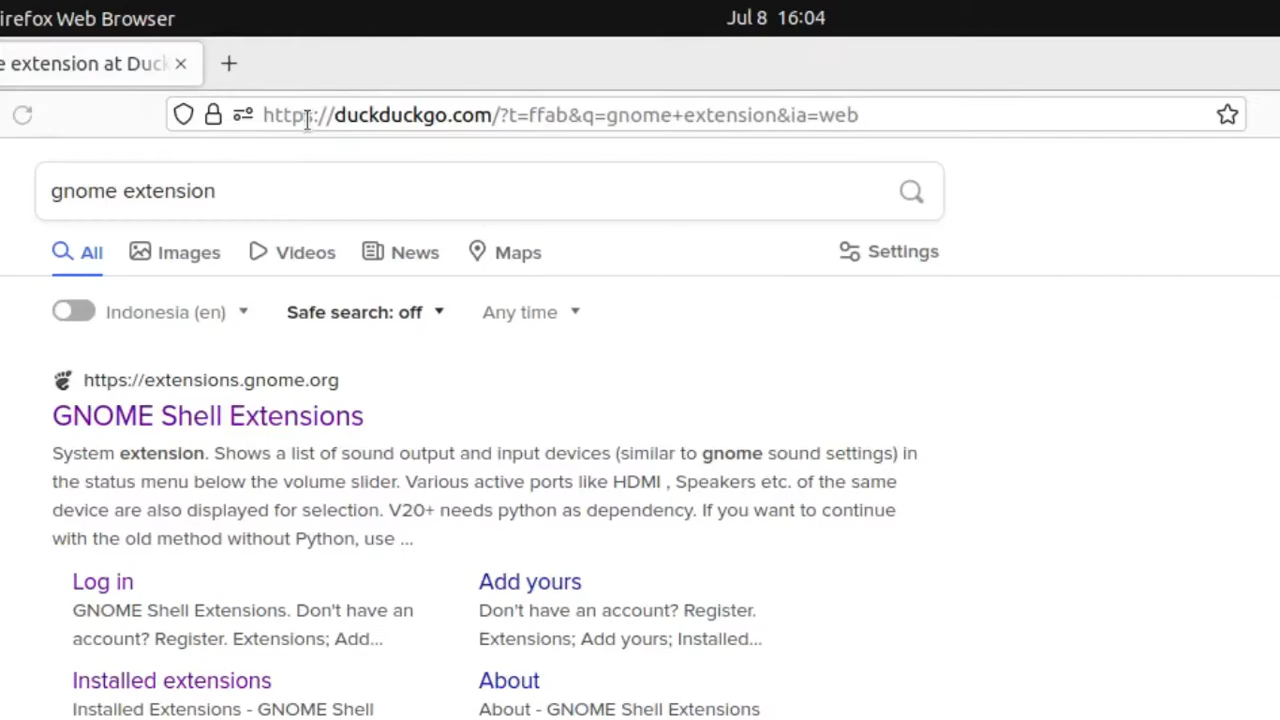 irefox Web Browser
Jul 8 16:04
e extension at Duck
https://duckduckgo.com/?t=ffab&q=gnome+extension&ia=web
gnome extension
All Images Videos News Maps Settings
Indonesia (en) Safe search: off Any time
https://extensions.gnome.org
GNOME Shell Extensions
System extension. Shows a list of sound output and input devices (similar to gnome sound settings) in
the status menu below the volume slider. Various active ports like HDMI , Speakers etc. of the same
device are also displayed for selection. V20+ needs python as dependency. If you want to continue
with the old method without Python, use ...
Log in
GNOME Shell Extensions. Don't have an
account? Register. Extensions; Add...
Add yours
Don't have an account? Register.
Extensions; Add yours; Installed...
Installed extensions
Installed Extensions - GNOME Shell
About
About - GNOME Shell Extensions